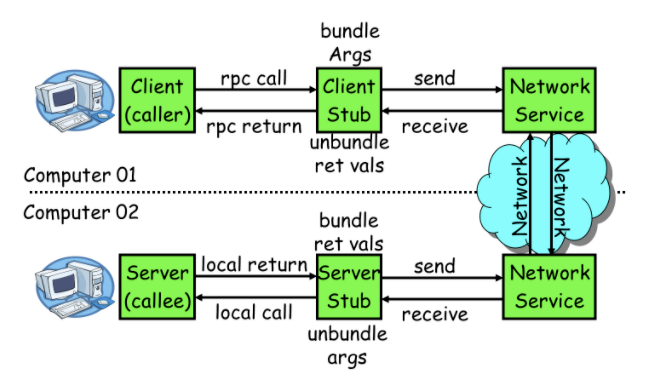 bundle
Args
Client
(caller)
rpc call
rpc return
Client
Stub
send
receive
Network
Service
unbundle
ret vals
Computer 01
Network
Network
Computer 02
bundle
ret vals
Server
(callee)
local return
local call
Server
Stub
send
receive
Network
Service
unbundle
args